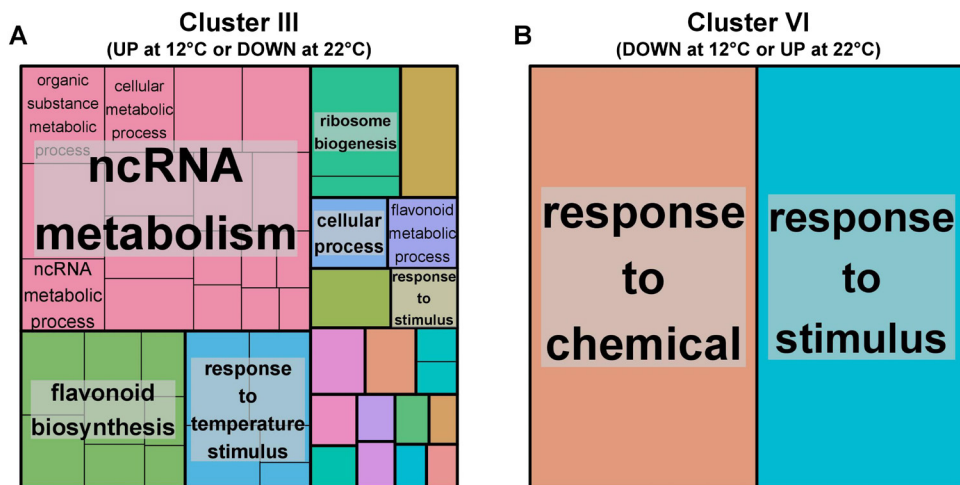 A
Cluster III
(UP at 12°C or DOWN at 22°C)
organic
substance
metabolic
process
cellular
metabolic
process
ncRNA
metabolism
ncRNA
metabolic
process
ribosome
biogenesis
cellular
process
flavonoid
metabolic
process
response
to
stimulus
flavonoid
biosynthesis
response
to
temperature
stimulus
B
Cluster VI
(DOWN at 12°C or UP at 22°C)
response
to
chemical
response
to
stimulus